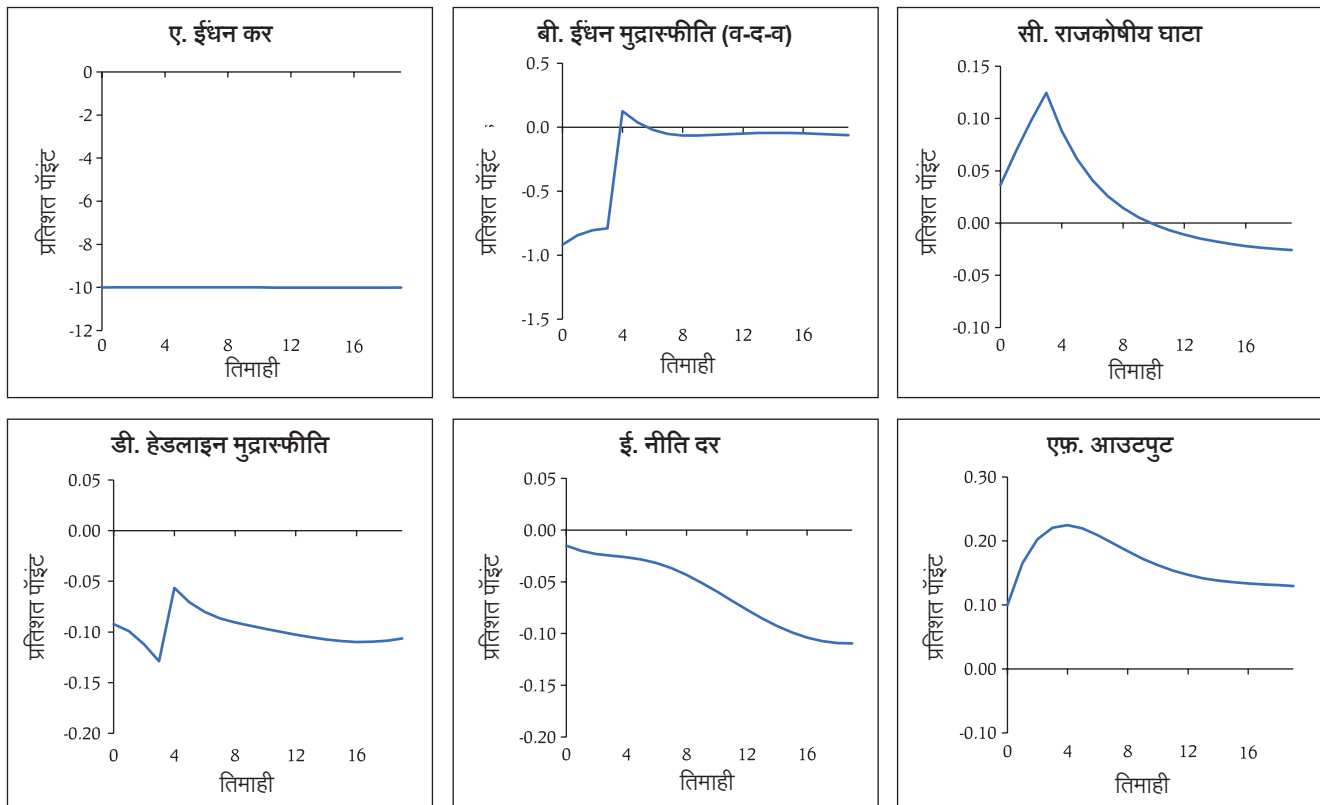 ए. ईंधन कर
प्रतिशत पॉइंट
0
-2
-4
-6
-8
-10
-12
0 4 8 12 16
तिमाही
बी. ईंधन मुद्रास्फीति (व-द-व)
प्रतिशत पॉइंट
0.5
0.0
-0.5
-1.0
-1.5
0 4 8 12 16
तिमाही
सी. राजकोषीय घाटा
प्रतिशत पॉइंट
0.15
0.10
0.05
0.00
-0.05
-0.10
0 4 8 12 16
तिमाही
डी. हेडलाइन मुद्रास्फीति
प्रतिशत पॉइंट
0.05
0.00
-0.05
-0.10
-0.15
-0.20
0 4 8 12 16
तिमाही
ई. नीति दर
प्रतिशत पॉइंट
0.05
0.00
-0.05
-0.10
-0.15
-0.20
0 4 8 12 16
तिमाही
एफ़. आउटपुट
प्रतिशत पॉइंट
0.30
0.20
0.10
0.00
-0.10
0 4 8 12 16
तिमाही